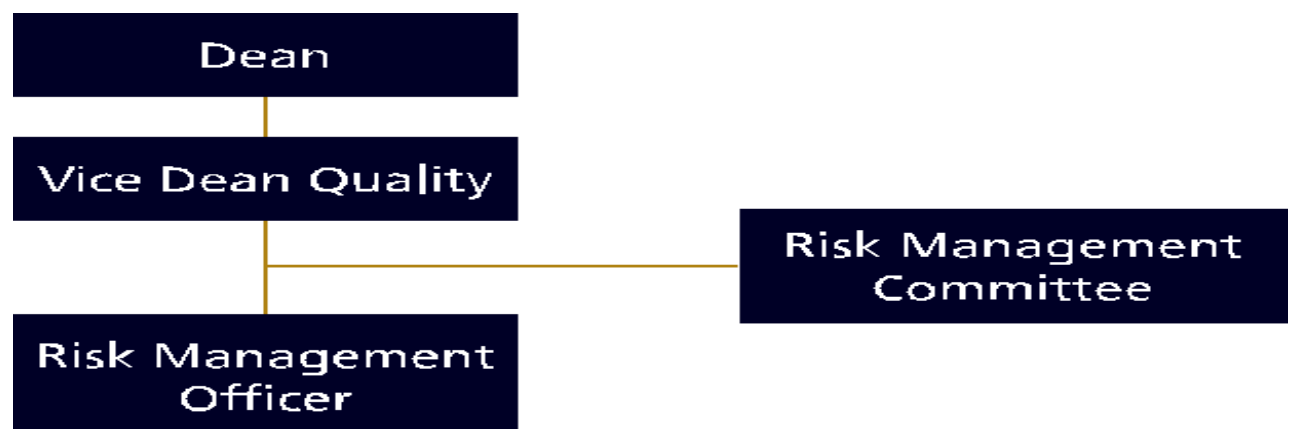 Dean
Vice Dean Quality
Risk Management
Committee
Risk Management
Officer